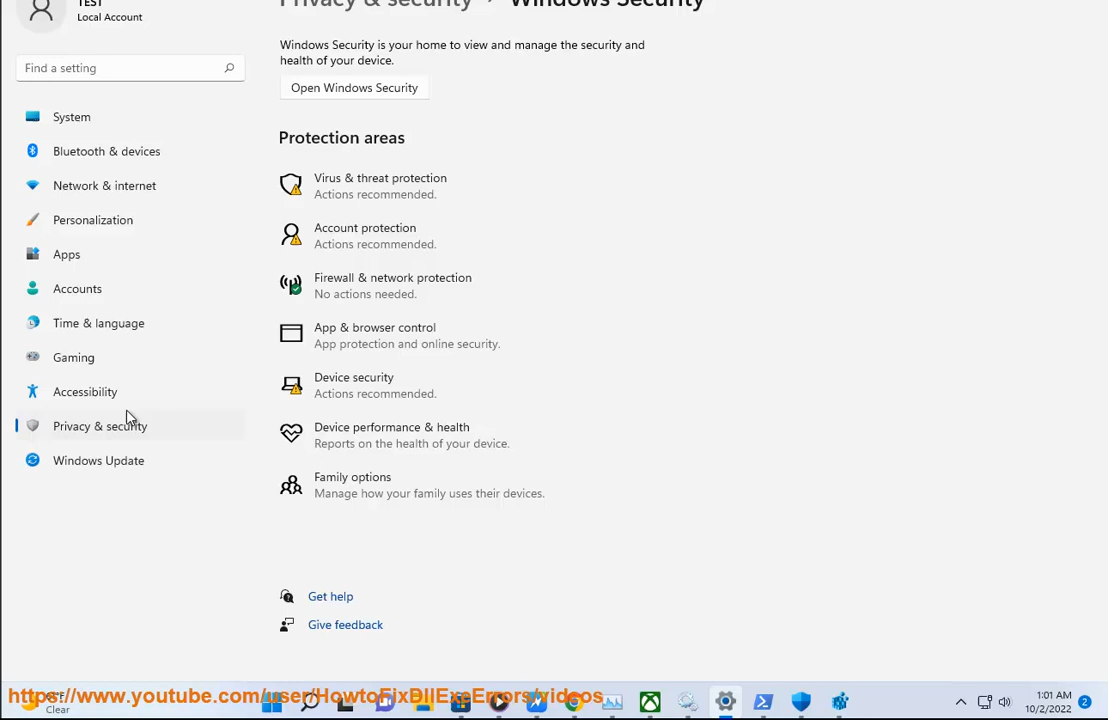 TEST
Local Account
Privacy & security > Windows Security
Find a setting
System
Bluetooth & devices
Network & internet
Personalization
Apps
Accounts
Time & language
Gaming
Accessibility
Privacy & security
Windows Update
Windows Security is your home to view and manage the security and
health of your device.
Open Windows Security
Protection areas
Virus & threat protection
Actions recommended.
Account protection
Actions recommended.
Firewall & network protection
No actions needed.
App & browser control
App protection and online security.
Device security
Actions recommended.
Device performance & health
Reports on the health of your device.
Family options
Manage how your family uses their devices.
Get help
Give feedback
https://www.youtube.com/user/HowtoFixDllExeErrors/videos
Clear
1:01 AM
10/2/2022
2